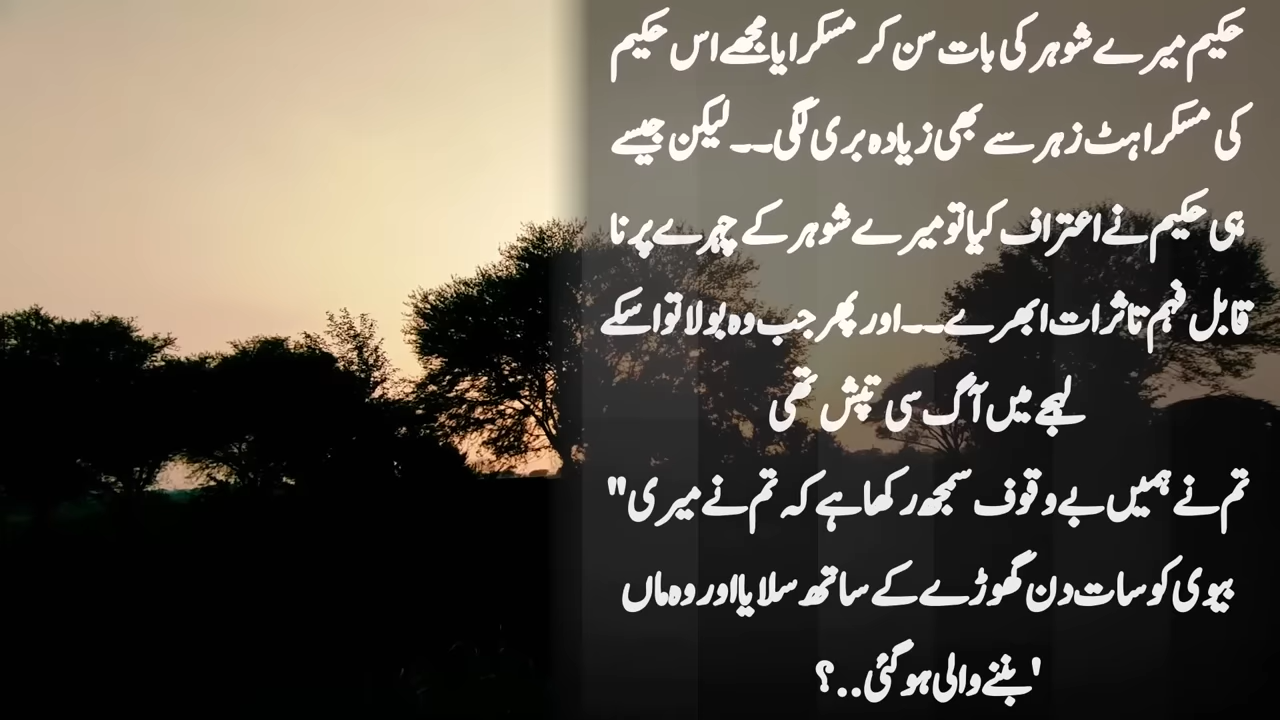 حکیم میرے شوہر کی بات سن کر مسکرایا مجھے اس حکیم
کی مسکراہٹ زہر سے بھی زیادہ بری لگی۔۔ لیکن جیسے
ہی حکیم نے اعتراف کیا تو میرے شوہر کے چہرے پر نا
قابل فہم تاثرات ابھرے۔۔۔اور پھر جب وہ بولا تو اسکے
لہجے میں آگ سی تپش تھی
تم نے ہمیں بے وقوف سمجھ رکھا ہے کہ تم نے میری"
بیوی کو سات دن گھوڑے کے ساتھ سلایا اور وہ ماں
'بننے والی ہو گئی..؟